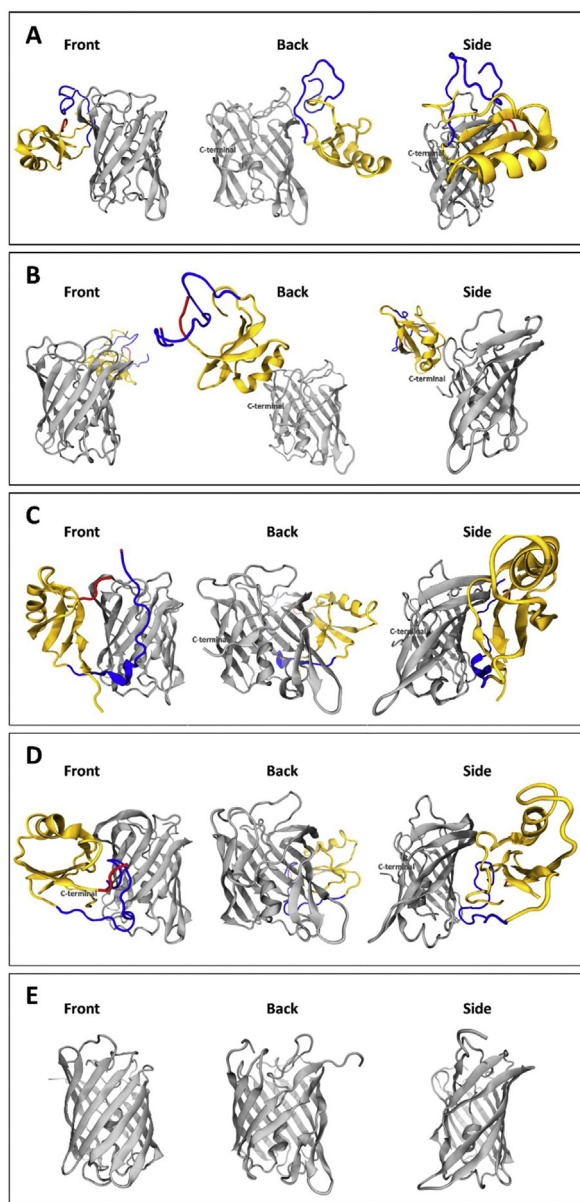 A
Front Back Side
C-terminal
C-terminal
B
Front Back Side
C-terminal
C-terminal
C
Front Back Side
C-terminal
C-terminal
D
Front Back Side
C-terminal
C-terminal
C-terminal
E
Front Back Side